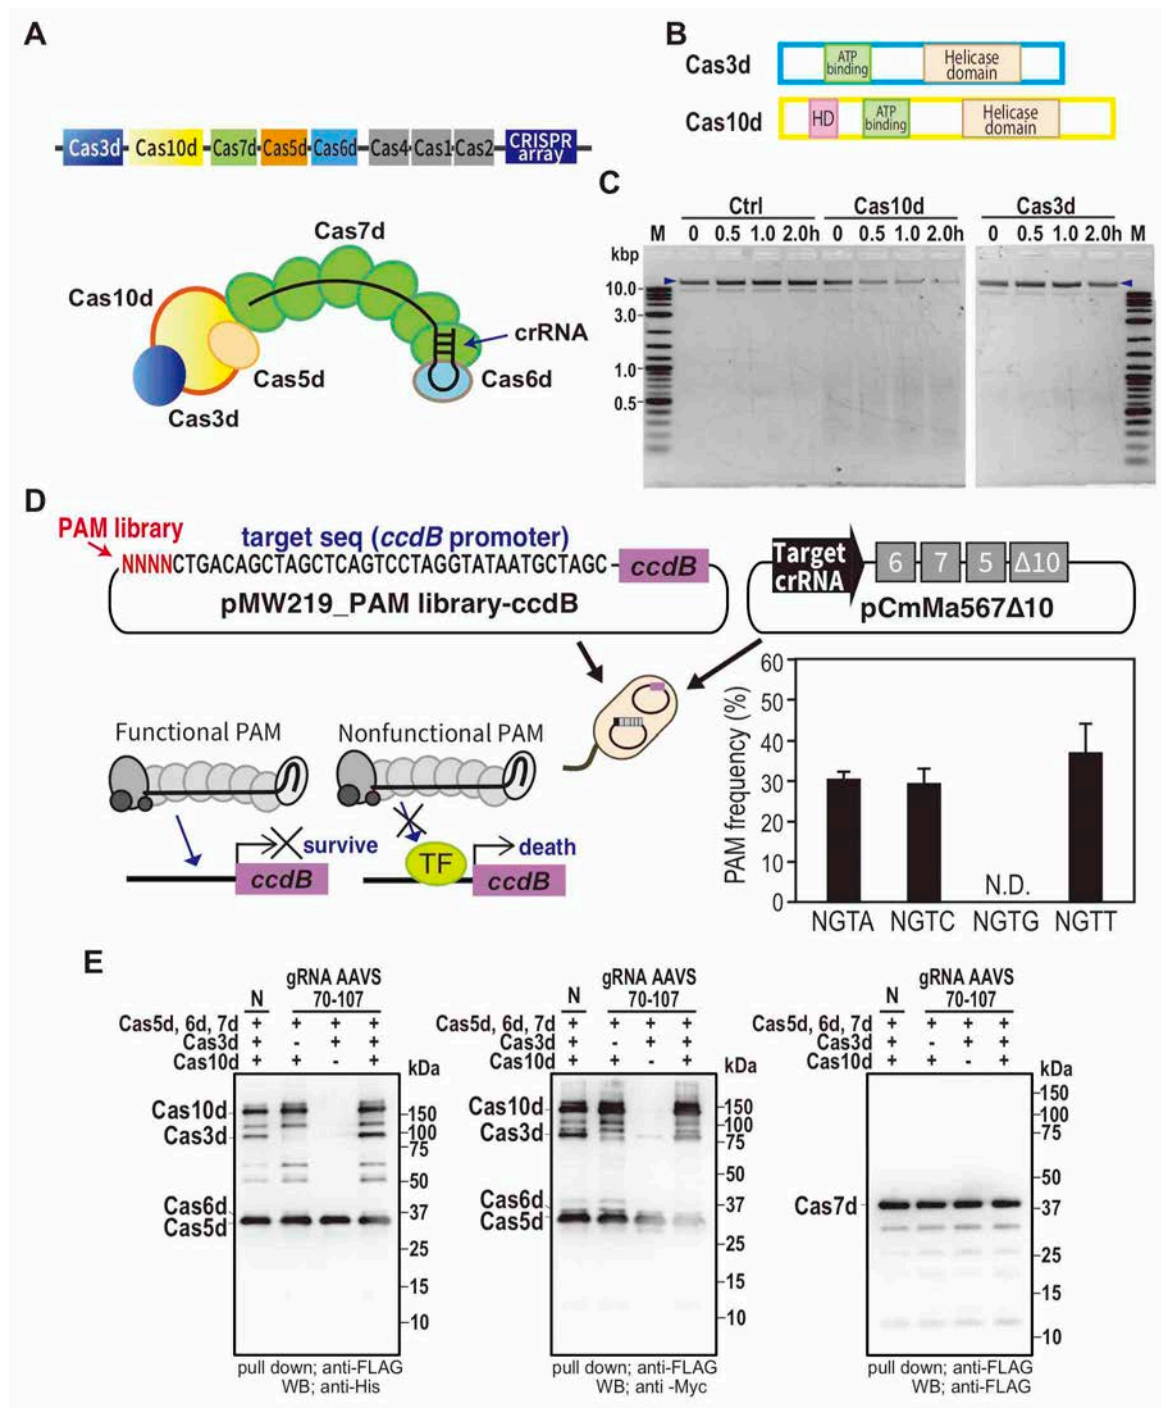 A
Cas3d Cas10d Cas7d Cas5d Cas6d Cas4 Cas1 Cas2 CRISPR array
Cas7d
Cas10d
crRNA
Cas5d
Cas6d
Cas3d
B
Cas3d
ATP binding
Helicase domain
Cas10d
HD
ATP binding
Helicase domain
C
Ctrl Cas10d Cas3d
M 0 0.5 1.0 2.0h 0 0.5 1.0 2.0h 0 0.5 1.0 2.0h M
kbp
10.0
3.0
1.0
0.5
D
PAM library
target seq (ccdB promoter)
NNNNCTGACAGCTAGCTCAGTCCTAGGTATAATGCTAGC ccdB
pMW219_PAM library-ccdB
Target crRNA
6 7 5 Δ10
pCmMa567Δ10
Functional PAM
Nonfunctional PAM
survive
ccdB
TF
death
ccdB
PAM frequency (%)
60
50
40
30
20
10
0
N.D.
NGTA NGTC NGTG NGTT
E
gRNA AAVS
N 70-107
Cas5d, 6d, 7d + + + +
Cas3d + - + +
Cas10d + + - +
kDa
Cas10d
Cas3d
Cas6d
Cas5d
150
100
75
50
37
25
15
10
pull down; anti-FLAG
WB; anti-His
gRNA AAVS
N 70-107
Cas5d, 6d, 7d + + + +
Cas3d + - + +
Cas10d + + - +
kDa
Cas10d
Cas3d
Cas6d
Cas5d
150
100
75
50
37
25
15
10
pull down; anti-FLAG
WB; anti -Myc
gRNA AAVS
N 70-107
Cas5d, 6d, 7d + + + +
Cas3d + - + +
Cas10d + + - +
kDa
Cas7d
150
100
75
50
37
25
15
10
pull down; anti-FLAG
WB; anti-FLAG